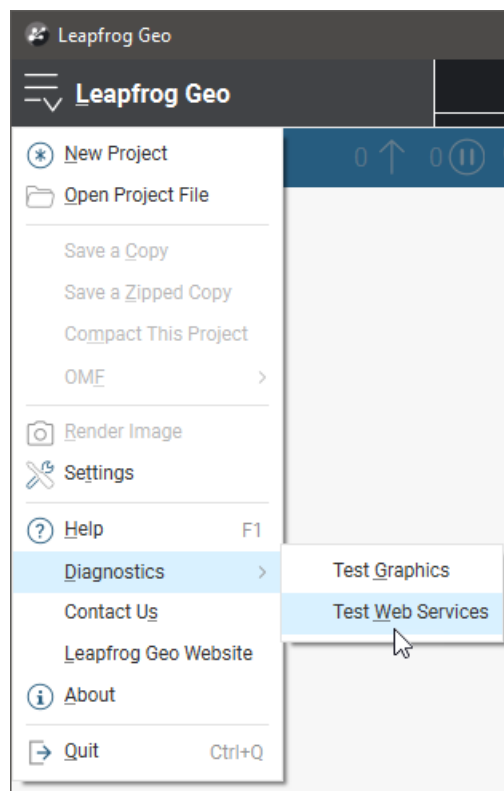 Leapfrog Geo
Leapfrog Geo
New Project
0 0
Open Project File
Save a Copy
Save a Zipped Copy
Compact This Project
OMF
Render Image
Settings
Help F1
Diagnostics
Test Graphics
Contact Us
Test Web Services
Leapfrog Geo Website
About
Quit Ctrl+Q